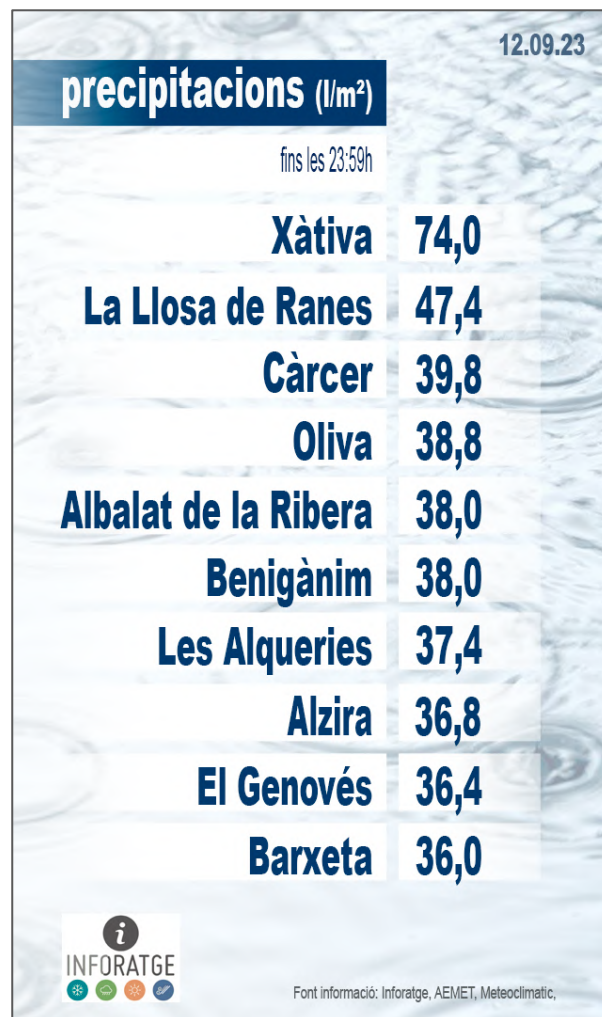 12.09.23
precipitacions (l/m²)
fins les 23:59h
Xàtiva 74,0
La Llosa de Ranes 47,4
Càrcer 39,8
Oliva 38,8
Albalat de la Ribera 38,0
Benigànim 38,0
Les Alqueries 37,4
Alzira 36,8
El Genovés 36,4
Barxeta 36,0
i
INFORATGE
Font informació: Inforatge, AEMET, Meteoclimatic,